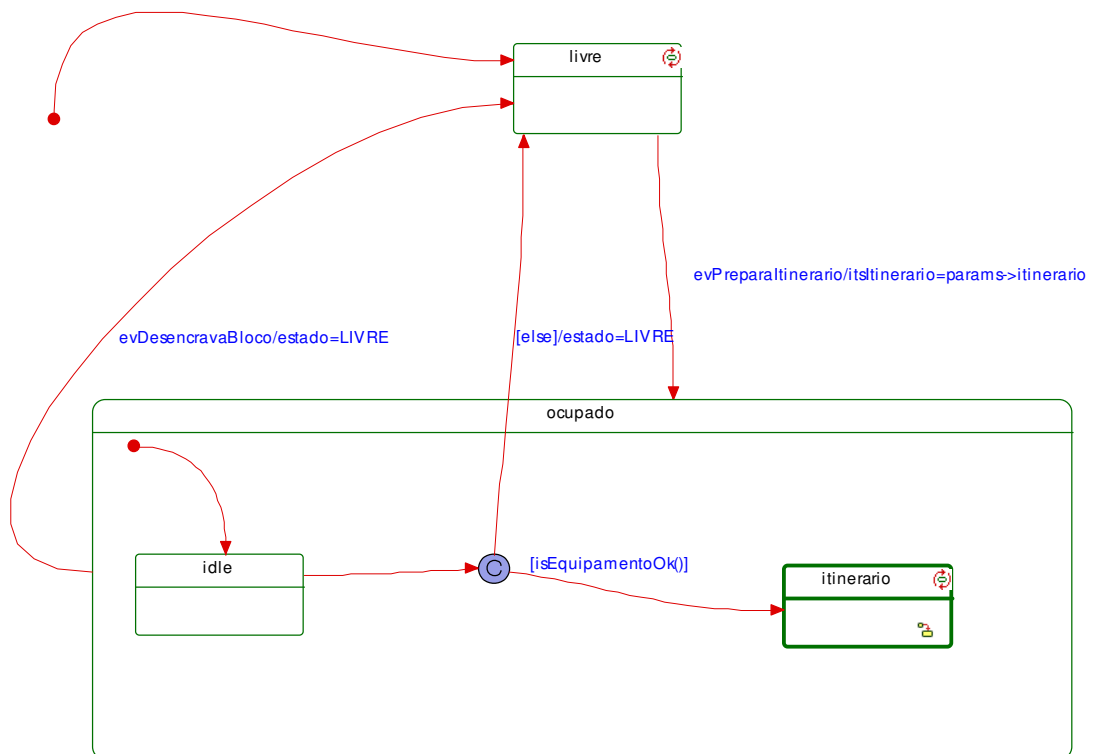 livre
evPreparaItinerario/itsItinerario=params->itinerario
evDesencravaBloco/estado=LIVRE
[else]/estado=LIVRE
ocupado
idle
C
[isEquipamentoOk()]
itinerario